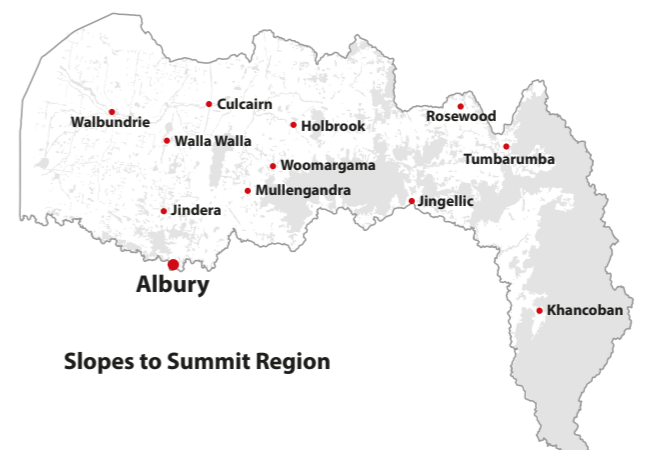 Culcairn
Walbundrie
Rosewood
Holbrook
Walla Walla
Tumbarumba
Woomargama
Mullengandra
Jingellic
Jindera
Albury
Khancoban
Slopes to Summit Region